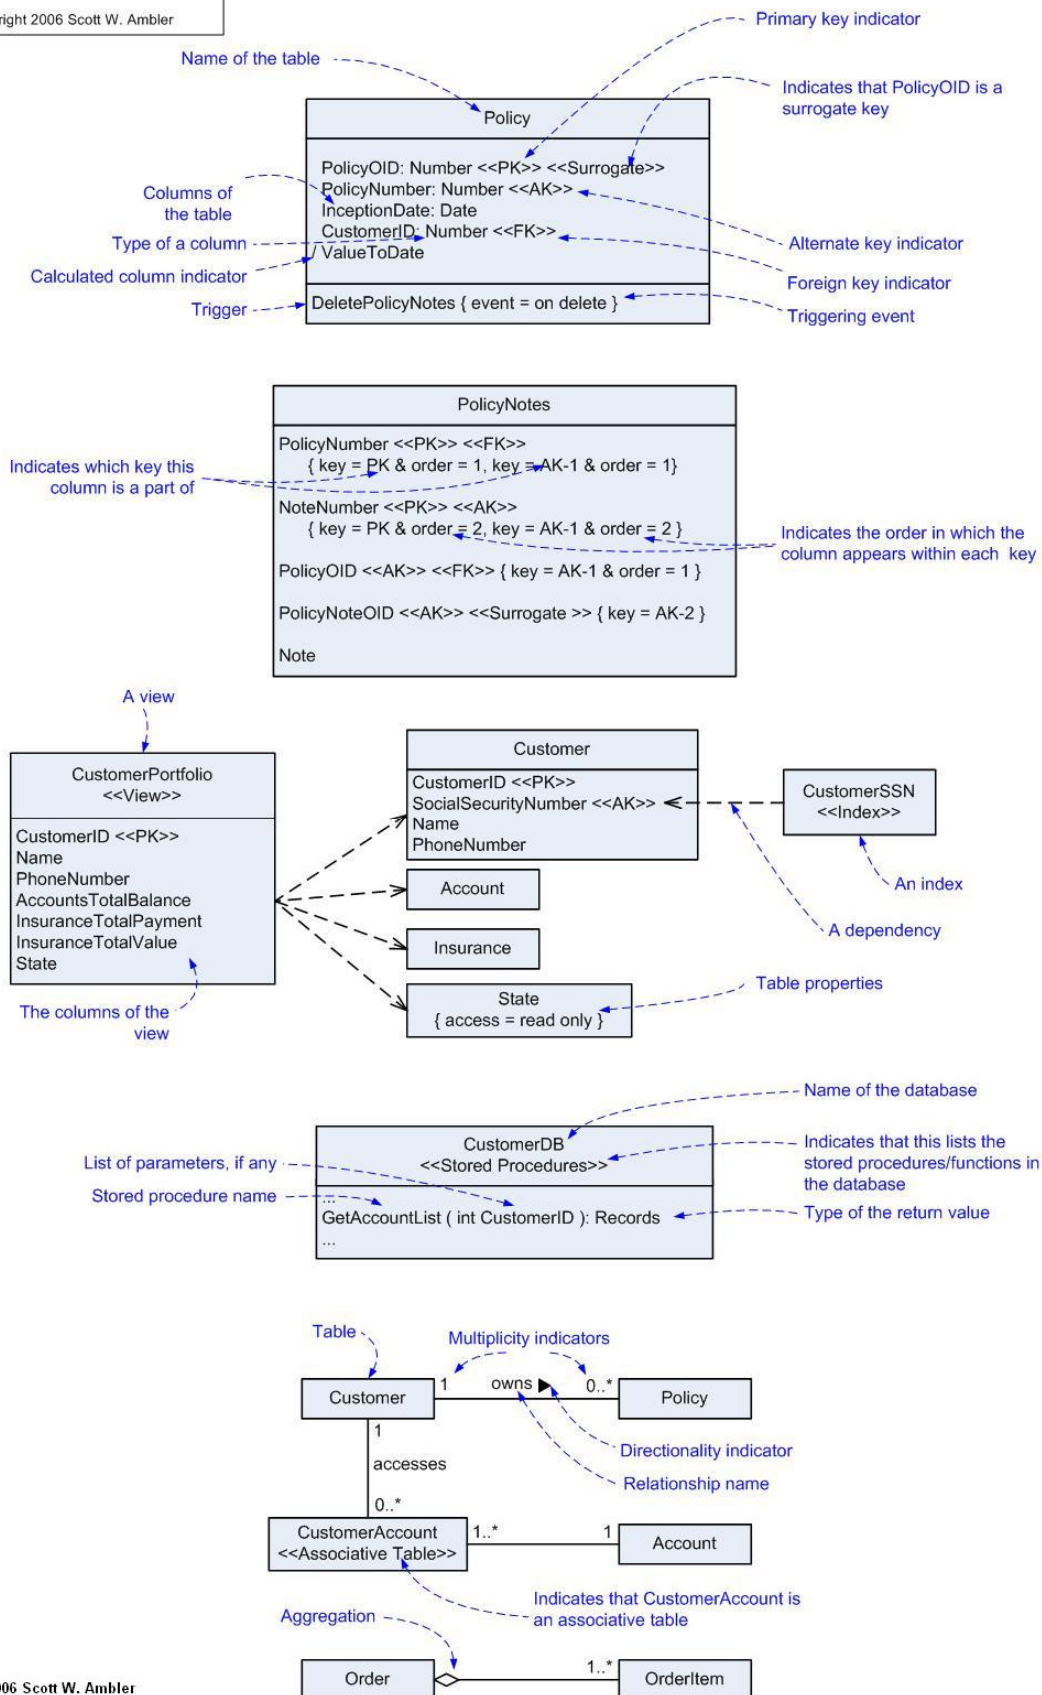 right 2006 Scott W. Ambler
Primary key indicator
Name of the table
Indicates that PolicyOID is a
surrogate key
Policy
PolicyOID: Number <<PK>> <<Surrogate>>
PolicyNumber: Number <<AK>>
InceptionDate: Date
CustomerID: Number <<FK>>
/ ValueToDate
Columns of
the table
Type of a column
Calculated column indicator
Trigger
Alternate key indicator
Foreign key indicator
DeletePolicyNotes { event = on delete }
Triggering event
PolicyNotes
PolicyNumber <<PK>> <<FK>>
{ key = PK & order = 1, key = AK-1 & order = 1}
Indicates which key this
column is a part of
NoteNumber <<PK>> <<AK>>
{ key = PK & order = 2, key = AK-1 & order = 2 }
Indicates the order in which the
column appears within each key
PolicyOID <<AK>> <<FK>> { key = AK-1 & order = 1 }
PolicyNoteOID <<AK>> <<Surrogate >> { key = AK-2 }
Note
A view
CustomerPortfolio
<<View>>
CustomerID <<PK>>
Name
PhoneNumber
AccountsTotalBalance
InsuranceTotalPayment
InsuranceTotalValue
State
The columns of the
view
Customer
CustomerID <<PK>>
SocialSecurityNumber <<AK>>
Name
PhoneNumber
CustomerSSN
<<Index>>
An index
A dependency
Account
Insurance
State
{ access = read only }
Table properties
Name of the database
CustomerDB
<<Stored Procedures>>
Indicates that this lists the
stored procedures/functions in
the database
List of parameters, if any
Stored procedure name
...
GetAccountList ( int CustomerID ): Records
...
Type of the return value
Table
Multiplicity indicators
Customer
1
owns
0..*
Policy
Directionality indicator
Relationship name
1
accesses
0..*
CustomerAccount
<<Associative Table>>
1..*
1
Account
Indicates that CustomerAccount is
an associative table
Aggregation
Order
1..*
OrderItem
006 Scott W. Ambler